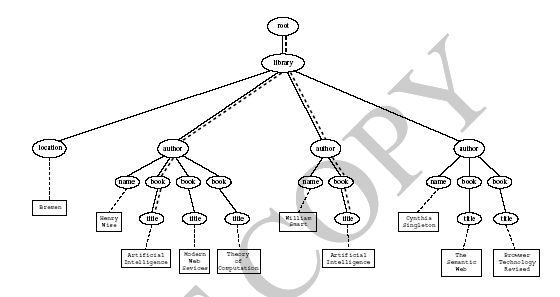 root
library
location
author
author
author
name
book
book
book
name
book
name
book
book
Bremen
Henry
Wise
title
title
title
William
Smart
title
Cynthia
Singleton
title
title
Artificial
Intelligence
Modern
Web
Sevices
Theory
of
Computation
Artificial
Intelligence
The
Semantic
Web
Browser
Technology
Revised
COPY